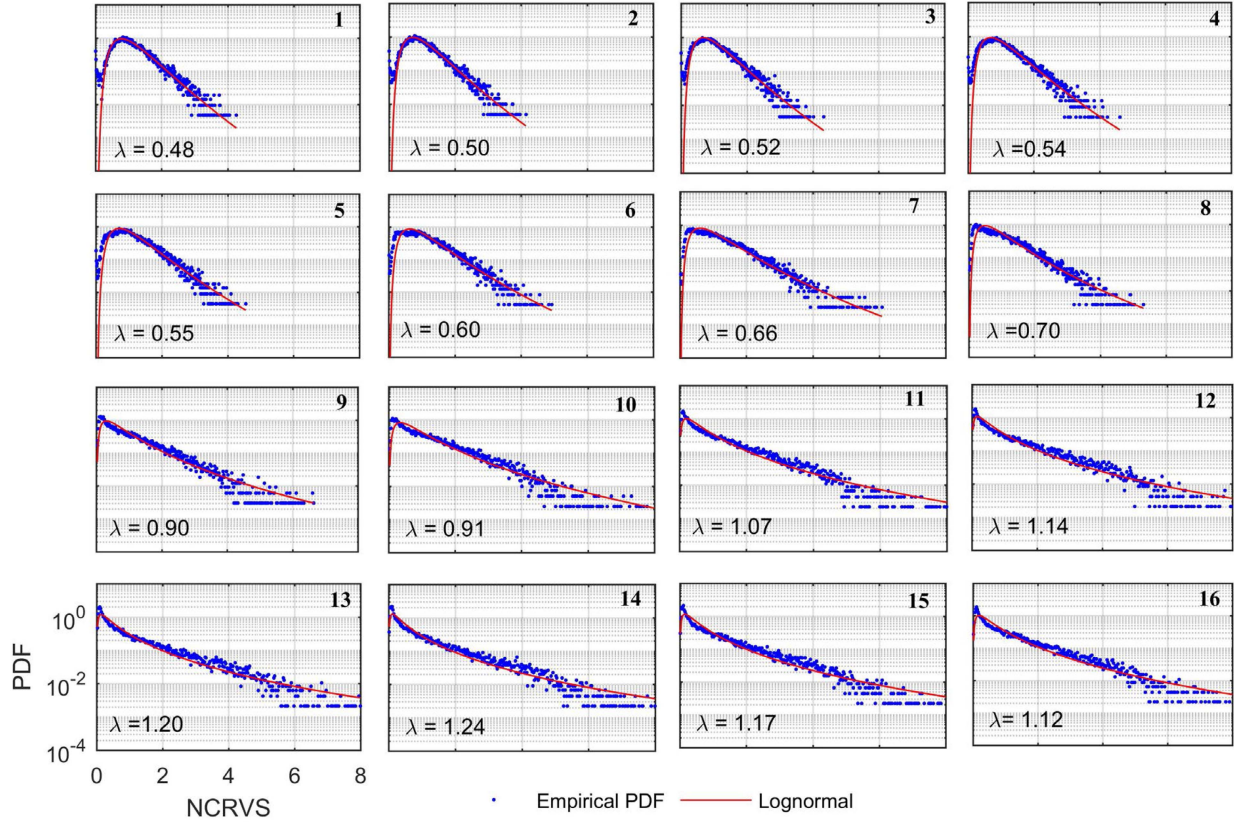 1
2
3
4
λ = 0.48
λ = 0.50
λ = 0.52
λ =0.54
5
6
7
8
λ = 0.55
λ = 0.60
λ = 0.66
λ =0.70
9
10
11
12
λ = 0.90
λ = 0.91
λ = 1.07
λ = 1.14
13
14
15
16
10^0
10^-2
10^-4
PDF
λ =1.20
λ = 1.24
λ = 1.17
λ= 1.12
0 2 4 6 8
NCRVS
Empirical PDF
Lognormal